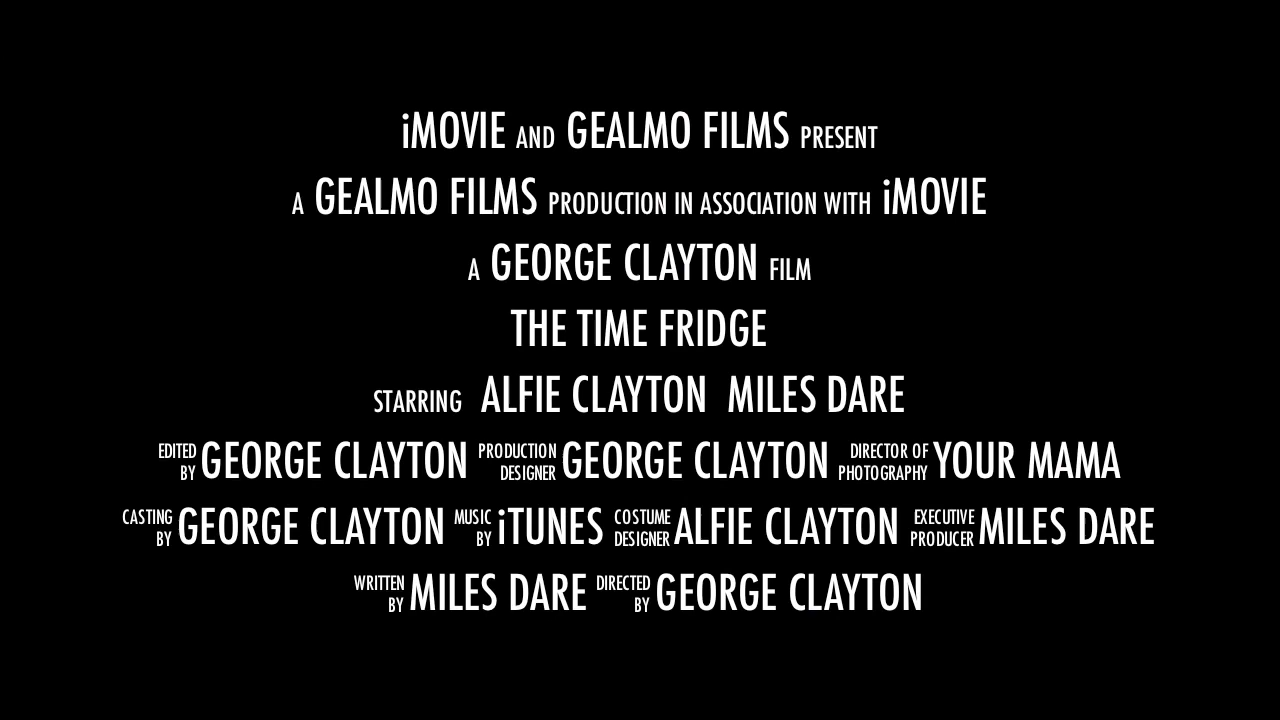 iMOVIE AND GEALMO FILMS PRESENT
A GEALMO FILMS PRODUCTION IN ASSOCIATION WITH iMOVIE
A GEORGE CLAYTON FILM
THE TIME FRIDGE
STARRING ALFIE CLAYTON MILES DARE
EDITED BY GEORGE CLAYTON PRODUCTION DESIGNER GEORGE CLAYTON DIRECTOR OF PHOTOGRAPHY YOUR MAMA
CASTING BY GEORGE CLAYTON MUSIC BY iTUNES COSTUME DESIGNER ALFIE CLAYTON EXECUTIVE PRODUCER MILES DARE
WRITTEN BY MILES DARE DIRECTED BY GEORGE CLAYTON